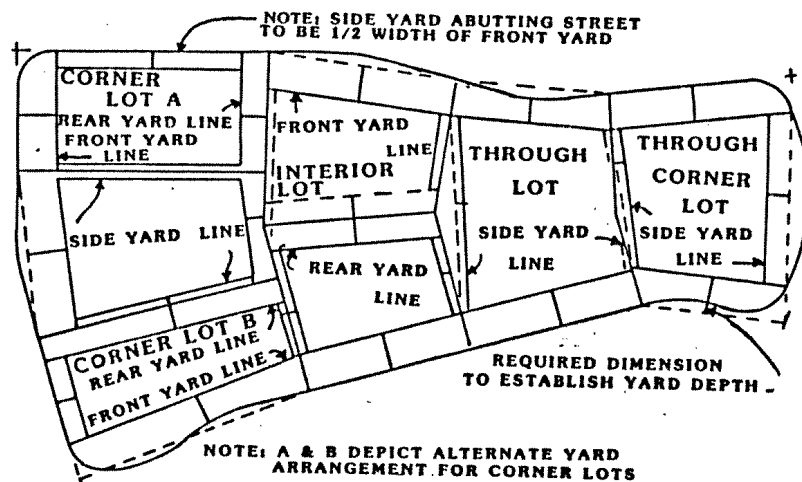 NOTE: SIDE YARD ABUTTING STREET
TO BE 1/2 WIDTH OF FRONT YARD
CORNER
LOT A
REAR YARD LINE
FRONT YARD
LINE
FRONT YARD
LINE
INTERIOR
LOT
THROUGH
LOT
THROUGH
CORNER
LOT
SIDE YARD LINE
SIDE YARD
LINE
SIDE YARD
LINE
REAR YARD
LINE
CORNER LOT B
REAR YARD LINE
FRONT YARD LINE
REQUIRED DIMENSION
TO ESTABLISH YARD DEPTH
NOTE: A & B DEPICT ALTERNATE YARD
ARRANGEMENT FOR CORNER LOTS